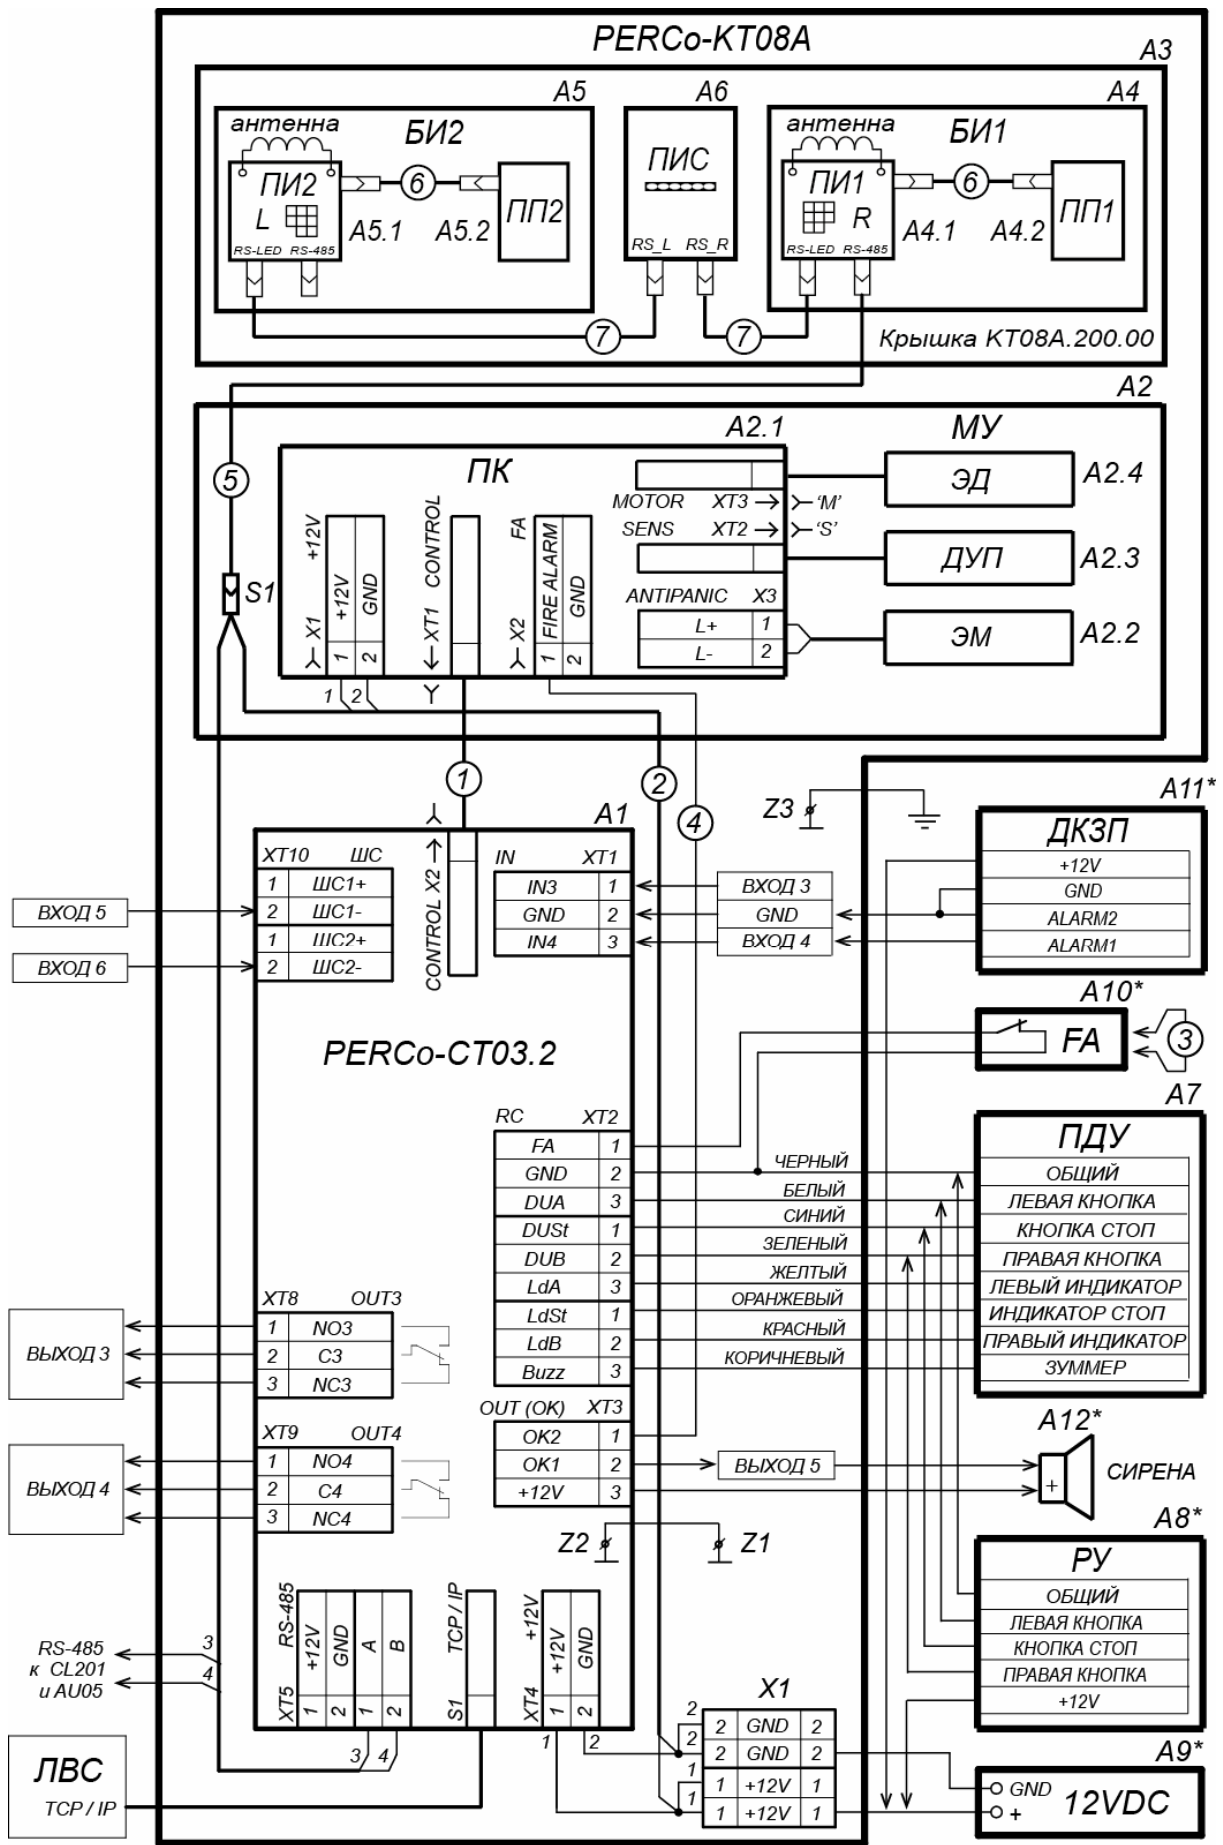 PERCo-KT08A
A3
A5
A6
A4
антенна
БИ2
ПИС
антенна
БИ1
ПИ2
L
6
ПП2
ПИ1
R
6
ПП1
A5.1
A5.2
A4.1
A4.2
RS-LED
RS-485
RS_L
RS_R
RS-LED
RS-485
7
7
Крышка KT08A.200.00
A2
A2.1
МУ
ПК
5
ЭД
A2.4
MOTOR
XT3
'M'
SENS
XT2
'S'
ДУП
A2.3
ANTIPANIC
X3
L+
1
L-
2
ЭМ
A2.2
S1
+12V
+12V
GND
X1
1
2
CONTROL
XT1
FA
FIRE ALARM
GND
X2
1
2
1
2
1
2
4
A1
Z3
A11*
ДКЗП
+12V
GND
ALARM2
ALARM1
XT10
ШС
1
ШС1+
2
ШС1-
1
ШС2+
2
ШС2-
CONTROL X2
IN
XT1
IN3
1
GND
2
IN4
3
ВХОД 3
GND
ВХОД 4
ВХОД 5
ВХОД 6
PERCo-CT03.2
A10*
FA
3
A7
ПДУ
RC
XT2
FA
1
GND
2
DUA
3
DUSt
1
DUB
2
LdA
3
LdSt
1
LdB
2
Buzz
3
ЧЕРНЫЙ
ОБЩИЙ
БЕЛЫЙ
ЛЕВАЯ КНОПКА
СИНИЙ
КНОПКА СТОП
ЗЕЛЕНЫЙ
ПРАВАЯ КНОПКА
ЖЕЛТЫЙ
ЛЕВЫЙ ИНДИКАТОР
ОРАНЖЕВЫЙ
ИНДИКАТОР СТОП
КРАСНЫЙ
ПРАВЫЙ ИНДИКАТОР
КОРИЧНЕВЫЙ
ЗУММЕР
XT8
OUT3
1
NO3
2
C3
3
NC3
ВЫХОД 3
XT9
OUT4
1
NO4
2
C4
3
NC4
ВЫХОД 4
OUT (OK)
XT3
OK2
1
OK1
2
+12V
3
ВЫХОД 5
A12*
+
СИРЕНА
Z2
Z1
A8*
РУ
ОБЩИЙ
ЛЕВАЯ КНОПКА
КНОПКА СТОП
ПРАВАЯ КНОПКА
+12V
RS-485
+12V
GND
A
B
XT5
1
2
1
2
TCP / IP
S1
+12V
+12V
GND
XT4
1
2
RS-485
к CL201
и AU05
3
4
3
4
1
2
X1
2
2
GND
2
2
2
GND
2
1
1
+12V
1
1
1
+12V
1
A9*
GND
+
12VDC
ЛВС
TCP / IP